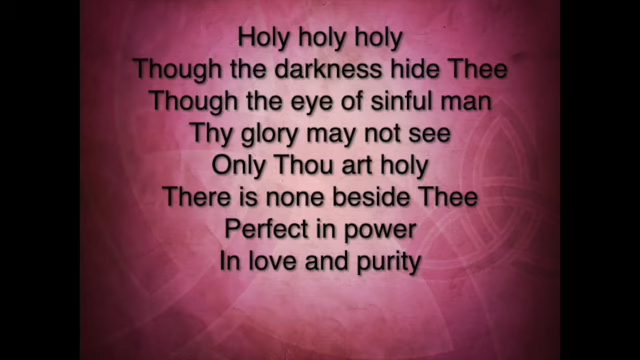 Holy holy holy
Though the darkness hide Thee
Though the eye of sinful man
Thy glory may not see
Only Thou art holy
There is none beside Thee
Perfect in power
In love and purity